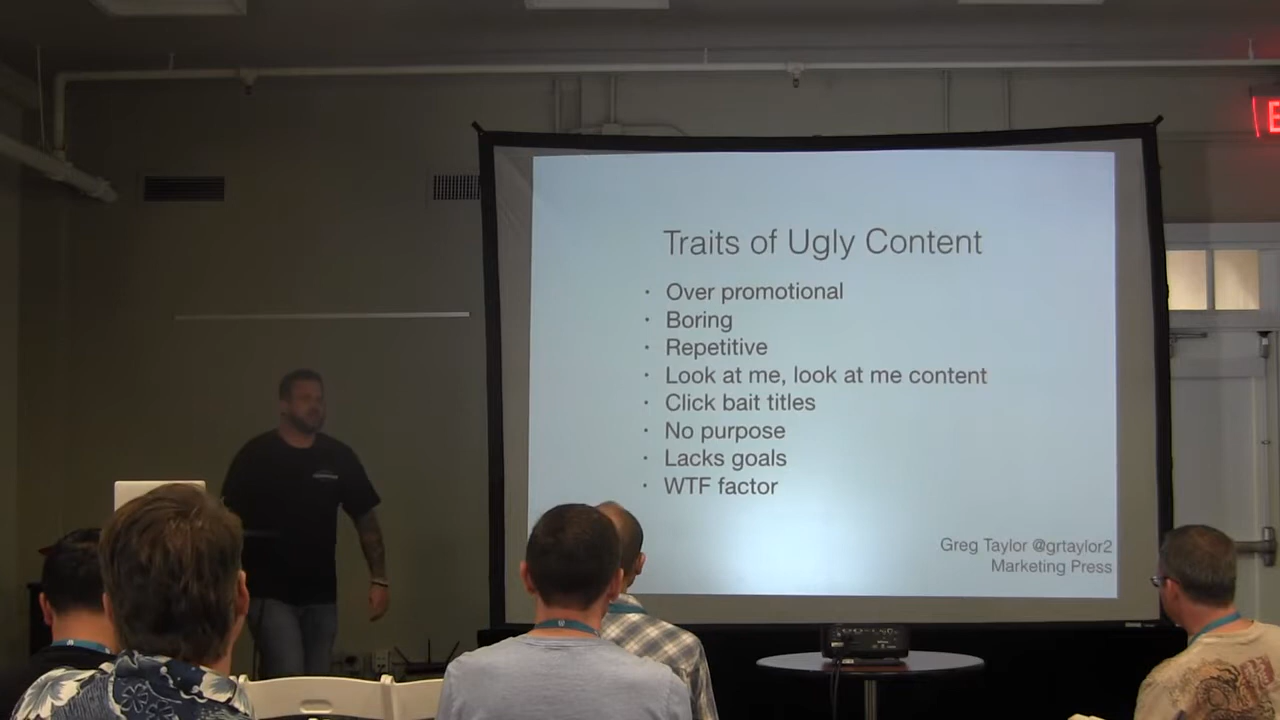 Traits of Ugly Content
· Over promotional
· Boring
· Repetitive
· Look at me, look at me content
· Click bait titles
· No purpose
· Lacks goals
· WTF factor
Greg Taylor @grtaylor2
Marketing Press